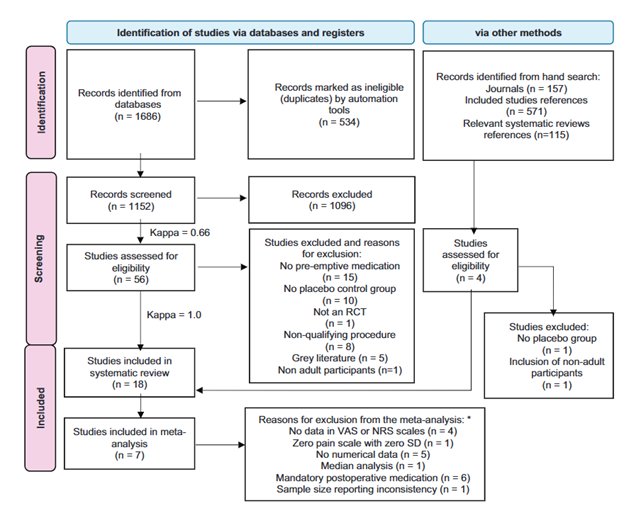 Identification of studies via databases and registers
via other methods
Identification
Records identified from
databases
(n = 1686)
Records marked as ineligible
(duplicates) by automation
tools
(n = 534)
Records identified from hand search:
Journals (n = 157)
Included studies references
(n = 571)
Relevant systematic reviews
references (n=115)
Screening
Records screened
(n = 1152)
Records excluded
(n = 1096)
Kappa = 0.66
Studies assessed for
eligibility
(n = 56)
Studies excluded and reasons
for exclusion:
No pre-emptive medication
(n = 15)
No placebo control group
(n = 10)
Not an RCT
(n = 1)
Non-qualifying procedure
(n = 8)
Grey literature (n = 5)
Non adult participants (n=1)
Studies
assessed for
eligibility
(n = 4)
Kappa = 1.0
Studies excluded:
No placebo group
(n = 1)
Inclusion of non-adult
participants
(n = 1)
Included
Studies included in
systematic review
(n = 18)
Studies included in meta-
analysis
(n = 7)
Reasons for exclusion from the meta-analysis: *
No data in VAS or NRS scales (n = 4)
Zero pain scale with zero SD (n = 1)
No numerical data (n = 5)
Median analysis (n = 1)
Mandatory postoperative medication (n = 6)
Sample size reporting inconsistency (n = 1)